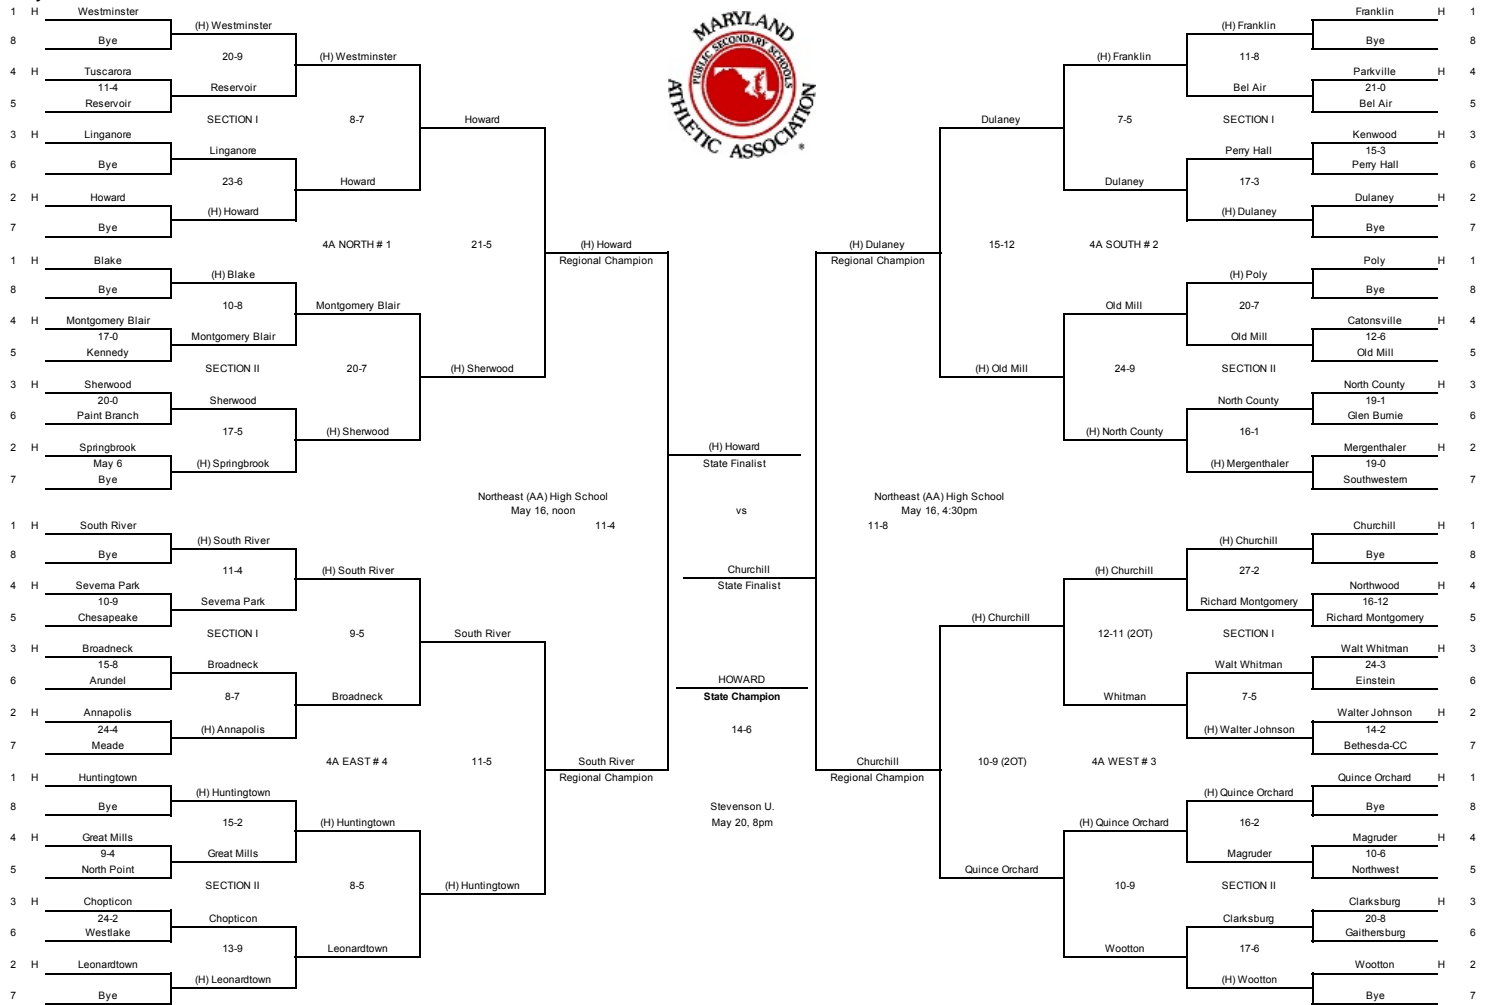 1 H Westminster
8 Bye
(H) Westminster
20-9
4 H Tuscarora
11-4
5 Reservoir
Reservoir
SECTION I
3 H Linganore
6 Bye
Linganore
23-6
2 H Howard
7 Bye
(H) Howard
(H) Westminster
8-7
Howard
Howard
4A NORTH # 1
21-5
1 H Blake
8 Bye
(H) Blake
10-8
4 H Montgomery Blair
17-0
5 Kennedy
Montgomery Blair
SECTION II
3 H Sherwood
20-0
6 Paint Branch
Sherwood
17-5
2 H Springbrook
May 6
7 Bye
(H) Springbrook
Montgomery Blair
20-7
(H) Sherwood
(H) Sherwood
(H) Howard
Regional Champion
Northeast (AA) High School
May 16, noon
11-4
1 H South River
8 Bye
(H) South River
11-4
4 H Severna Park
10-9
5 Chesapeake
Severna Park
SECTION I
3 H Broadneck
15-8
6 Arundel
Broadneck
8-7
2 H Annapolis
24-4
7 Meade
(H) Annapolis
(H) South River
9-5
Broadneck
South River
4A EAST # 4
11-5
1 H Huntingtown
8 Bye
(H) Huntingtown
15-2
4 H Great Mills
9-4
5 North Point
Great Mills
SECTION II
3 H Chopticon
24-2
6 Westlake
Chopticon
13-9
2 H Leonardtown
7 Bye
(H) Leonardtown
(H) Huntingtown
8-5
Leonardtown
(H) Huntingtown
South River
Regional Champion
MARYLAND
PUBLIC SECONDARY SCHOOLS
ATHLETIC ASSOCIATION
®
(H) Howard
State Finalist
vs
Churchill
State Finalist
HOWARD
State Champion
14-6
Stevenson U.
May 20, 8pm
Franklin H 1
Bye 8
(H) Franklin
11-8
Parkville H 4
21-0
Bel Air 5
Bel Air
SECTION I
Kenwood H 3
15-3
Perry Hall 6
Perry Hall
17-3
Dulaney H 2
Bye 7
(H) Dulaney
(H) Franklin
7-5
Dulaney
Dulaney
15-12
4A SOUTH # 2
Poly H 1
Bye 8
(H) Poly
20-7
Catonsville H 4
12-6
Old Mill 5
Old Mill
SECTION II
North County H 3
19-1
Glen Burnie 6
North County
16-1
Mergenthaler H 2
19-0
Southwestern 7
(H) Mergenthaler
Old Mill
24-9
(H) North County
(H) Old Mill
(H) Dulaney
Regional Champion
Northeast (AA) High School
May 16, 4:30pm
11-8
Churchill H 1
Bye 8
(H) Churchill
27-2
Northwood H 4
16-12
Richard Montgomery 5
Richard Montgomery
SECTION I
Walt Whitman H 3
24-3
Einstein 6
Walt Whitman
7-5
Walter Johnson H 2
14-2
Bethesda-CC 7
(H) Walter Johnson
(H) Churchill
12-11 (2OT)
Whitman
(H) Churchill
10-9 (2OT)
4A WEST # 3
Quince Orchard H 1
Bye 8
(H) Quince Orchard
16-2
Magruder H 4
10-6
Northwest 5
Magruder
SECTION II
Clarksburg H 3
20-8
Gaithersburg 6
Clarksburg
17-6
Wootton H 2
Bye 7
(H) Wootton
(H) Quince Orchard
10-9
Wootton
Quince Orchard
Churchill
Regional Champion